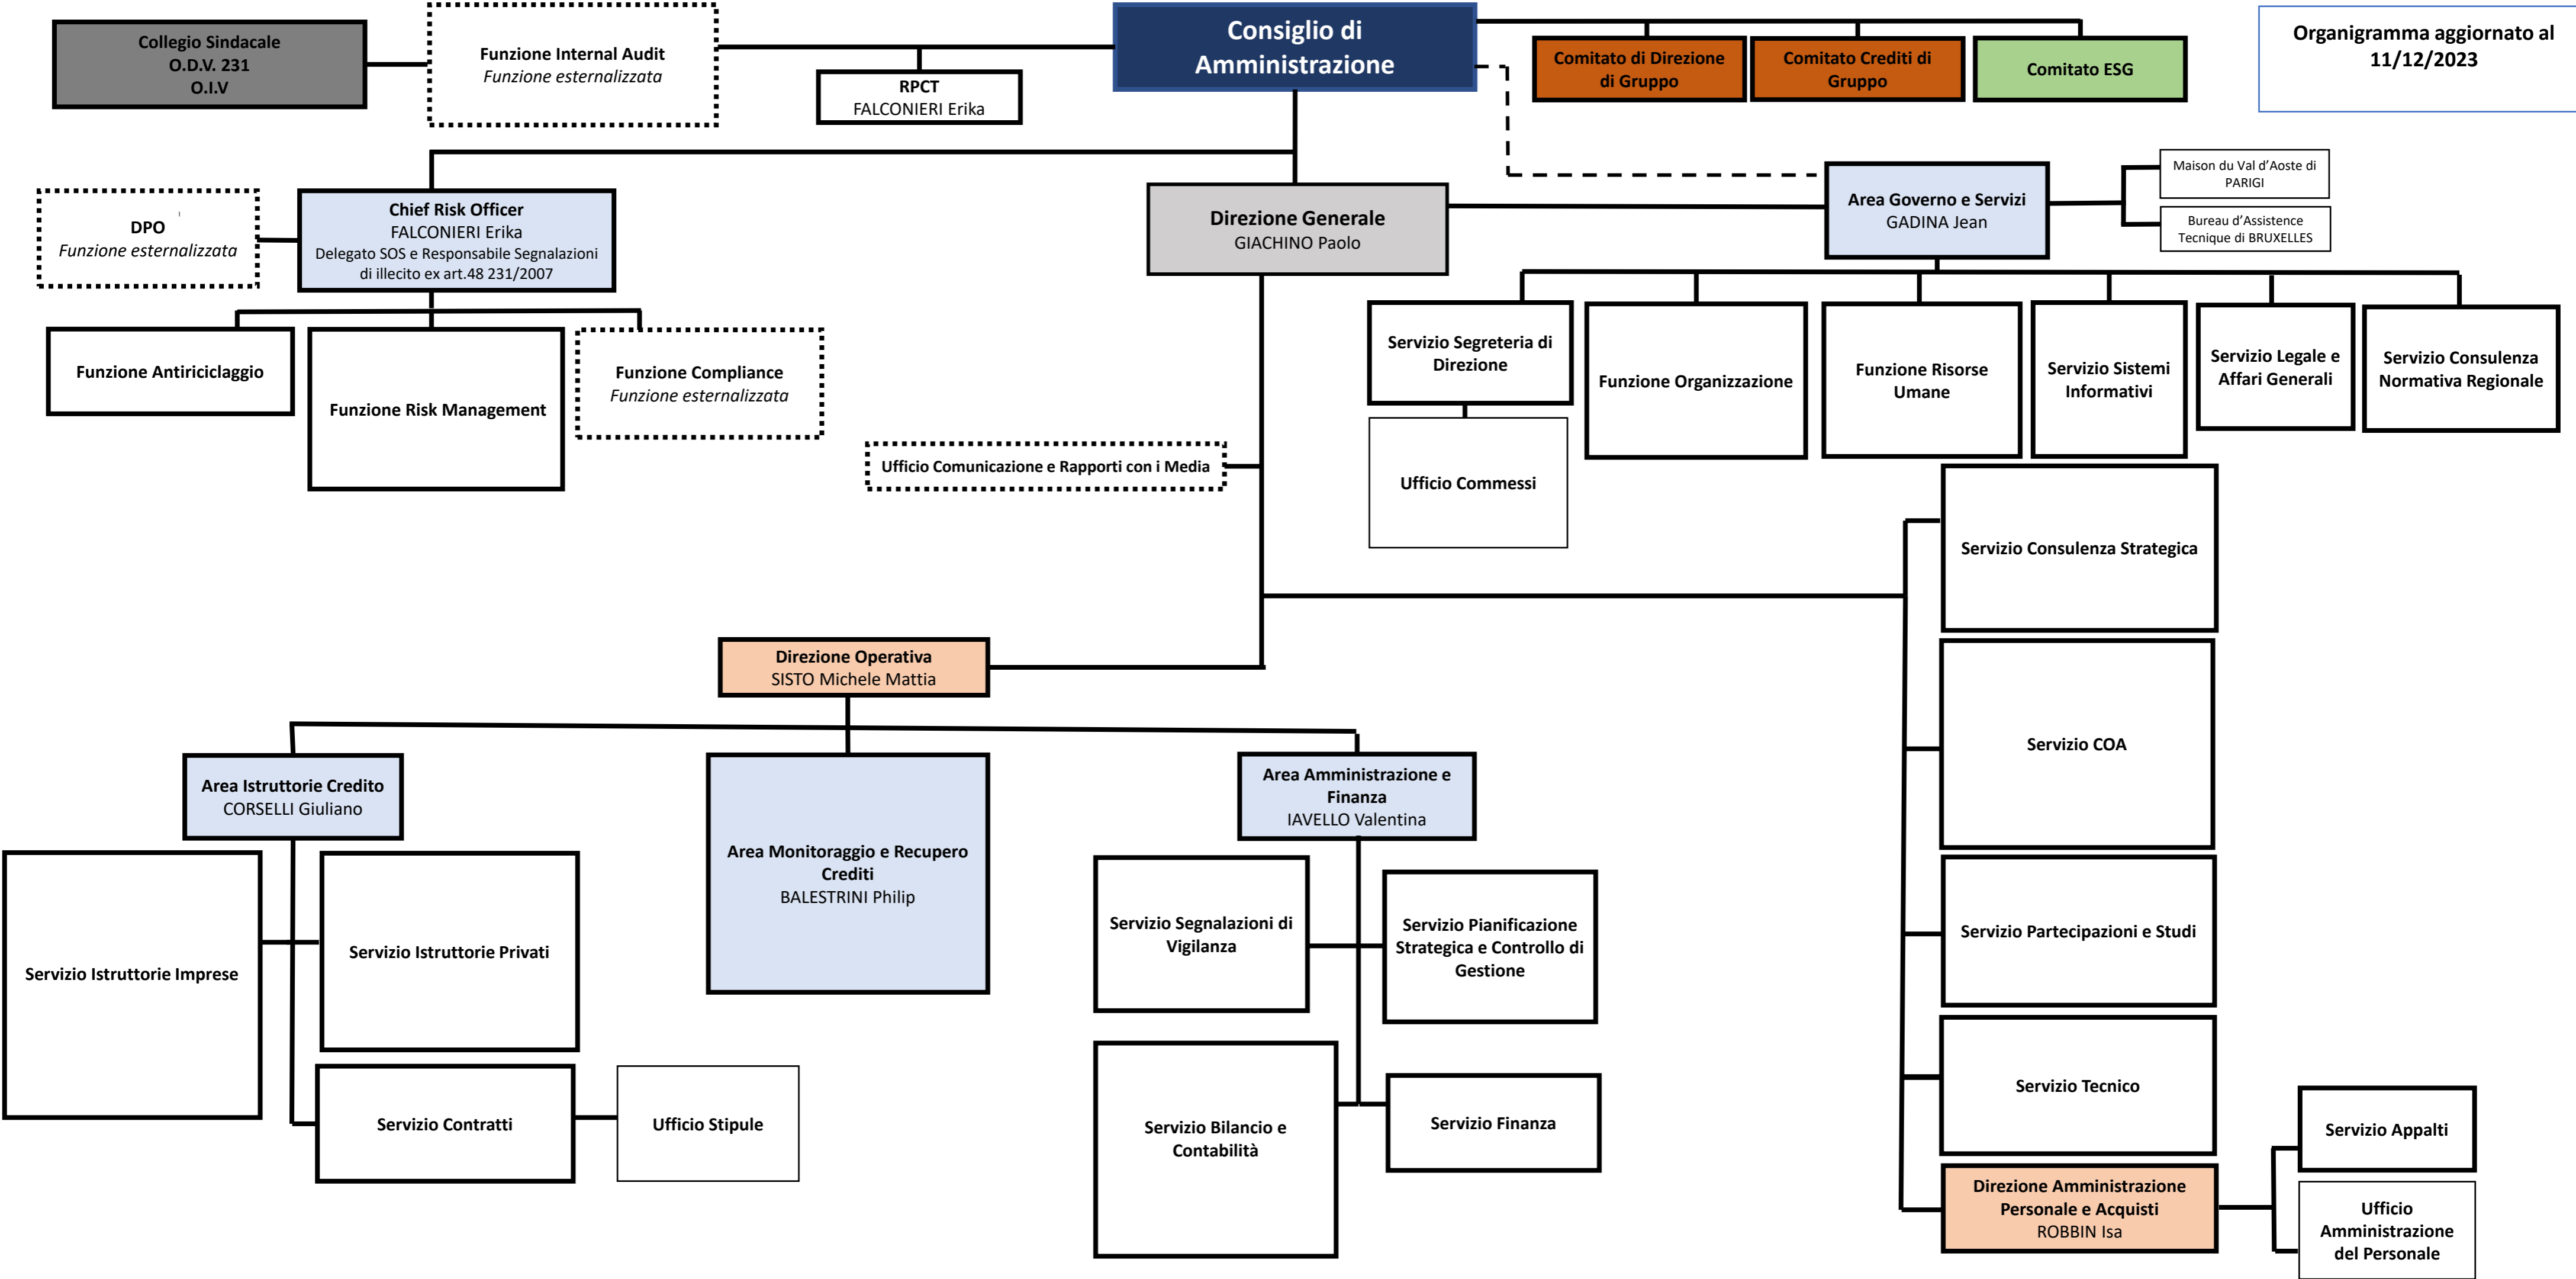 Collegio Sindacale
O.D.V. 231
O.I.V
Funzione Internal Audit
Funzione esternalizzata
RPCT
FALCONIERI Erika
Consiglio di
Amministrazione
Comitato di Direzione
di Gruppo
Comitato Crediti di
Gruppo
Comitato ESG
Organigramma aggiornato al
11/12/2023
DPO
Funzione esternalizzata
Chief Risk Officer
FALCONIERI Erika
Delegato SOS e Responsabile Segnalazioni
di illecito ex art.48 231/2007
Direzione Generale
GIACHINO Paolo
Area Governo e Servizi
GADINA Jean
Maison du Val d’Aoste di
PARIGI
Bureau d’Assistence
Tecnique di BRUXELLES
Funzione Antiriciclaggio
Funzione Risk Management
Funzione Compliance
Funzione esternalizzata
Servizio Segreteria di
Direzione
Funzione Organizzazione
Funzione Risorse
Umane
Servizio Sistemi
Informativi
Servizio Legale e
Affari Generali
Servizio Consulenza
Normativa Regionale
Ufficio Comunicazione e Rapporti con i Media
Ufficio Commessi
Servizio Consulenza Strategica
Direzione Operativa
SISTO Michele Mattia
Servizio COA
Area Istruttorie Credito
CORSELLI Giuliano
Area Monitoraggio e Recupero
Crediti
BALESTRINI Philip
Area Amministrazione e
Finanza
IAVELLO Valentina
Servizio Istruttorie Imprese
Servizio Istruttorie Privati
Servizio Segnalazioni di
Vigilanza
Servizio Pianificazione
Strategica e Controllo di
Gestione
Servizio Partecipazioni e Studi
Servizio Contratti
Ufficio Stipule
Servizio Bilancio e
Contabilità
Servizio Finanza
Servizio Tecnico
Servizio Appalti
Direzione Amministrazione
Personale e Acquisti
ROBBIN Isa
Ufficio
Amministrazione
del Personale